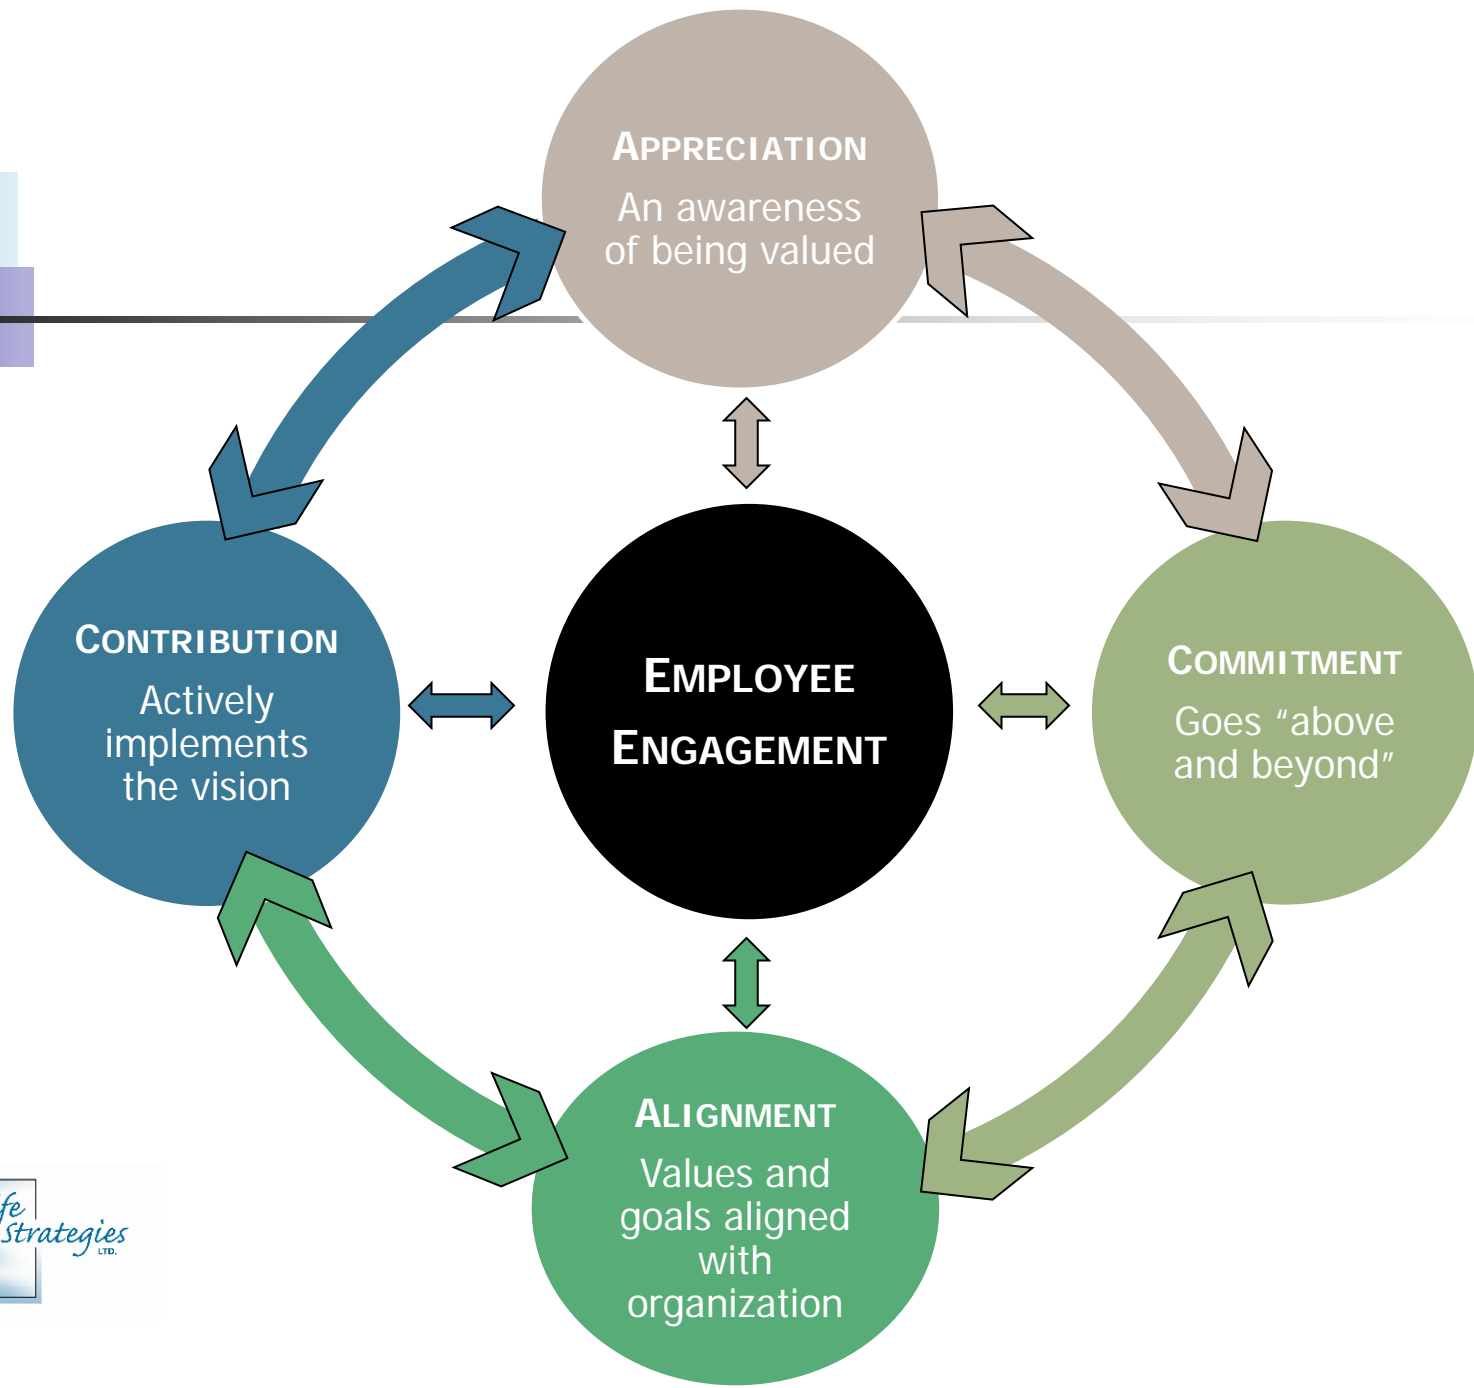 APPRECIATION
An awareness
of being valued
CONTRIBUTION
Actively
implements
the vision
EMPLOYEE
ENGAGEMENT
COMMITMENT
Goes “above
and beyond”
ALIGNMENT
Values and
goals aligned
with
organization
Strategies
LTD.